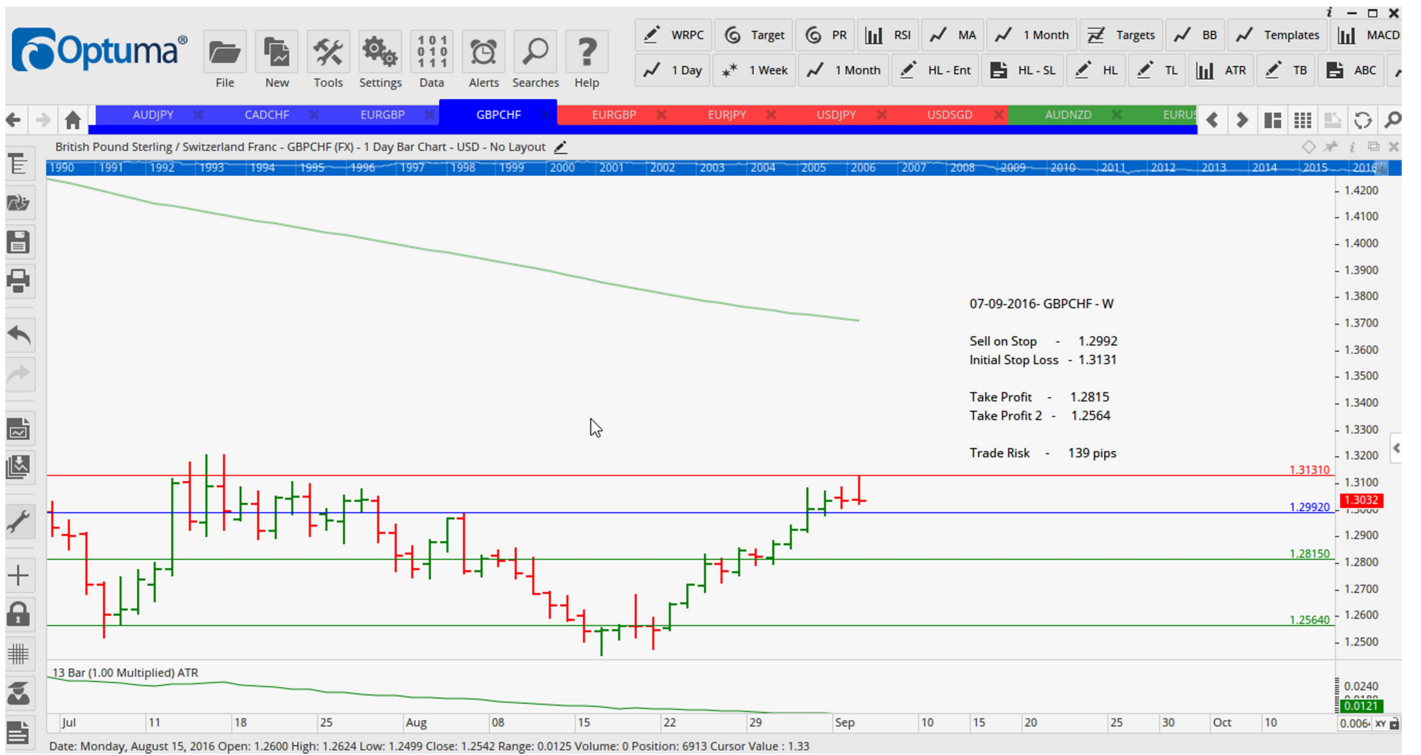 i
Optuma®
File New Tools Settings Data Alerts Searches Help
WRPC Target PR RSI MA 1 Month Targets BB Templates MACD
1 Day 1 Week 1 Month HL - Ent HL - SL HL TL ATR TB ABC
AUDJPY CADCHF EURGBP GBPCHF EURGBP EURJPY USDJPY USDSGD AUDNZD EURUS
British Pound Sterling / Switzerland Franc - GBPCHF (FX) - 1 Day Bar Chart - USD - No Layout
1990 1991 1992 1993 1994 1995 1996 1997 1998 1999 2000 2001 2002 2003 2004 2005 2006 2007 2008 2009 2010 2011 2012 2013 2014 2015 2016
1.4200
1.4100
1.4000
1.3900
1.3800
07-09-2016- GBPCHF - W
1.3700
Sell on Stop - 1.2992
1.3600
Initial Stop Loss - 1.3131
1.3500
Take Profit - 1.2815
1.3400
Take Profit 2 - 1.2564
1.3300
Trade Risk - 139 pips
1.3200
1.31310
1.3100
1.3032
1.3000
1.29920
1.2900
1.28150
1.2800
1.2700
1.25640
1.2600
1.2500
13 Bar (1.00 Multiplied) ATR
0.0240
0.0121
Jul 11 18 25 Aug 08 15 22 29 Sep 10 15 20 25 30 Oct 10 0.006 XY
Date: Monday, August 15, 2016 Open: 1.2600 High: 1.2624 Low: 1.2499 Close: 1.2542 Range: 0.0125 Volume: 0 Position: 6913 Cursor Value : 1.33